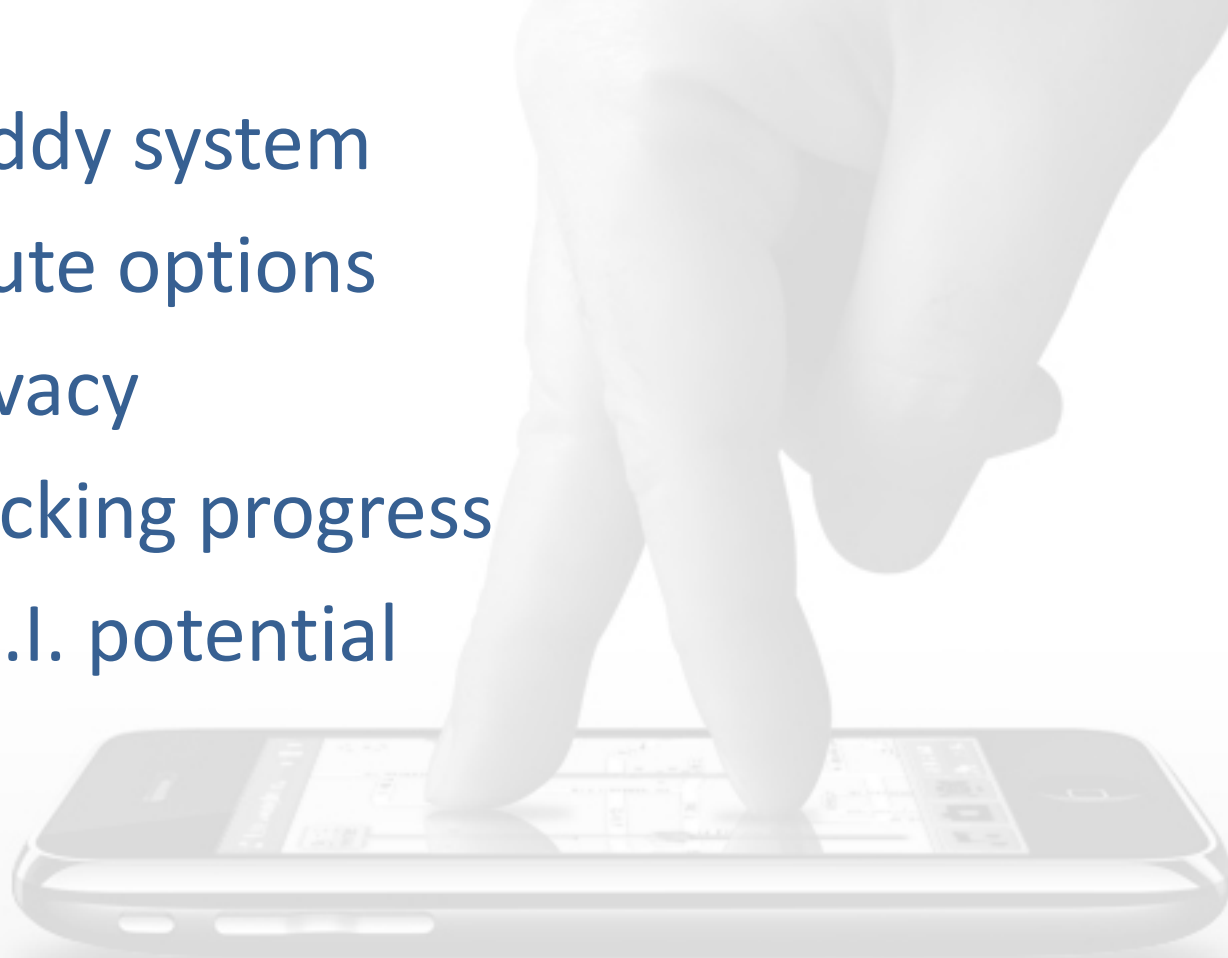 ddy system
ute options
vacy
cking progress
.I. potential